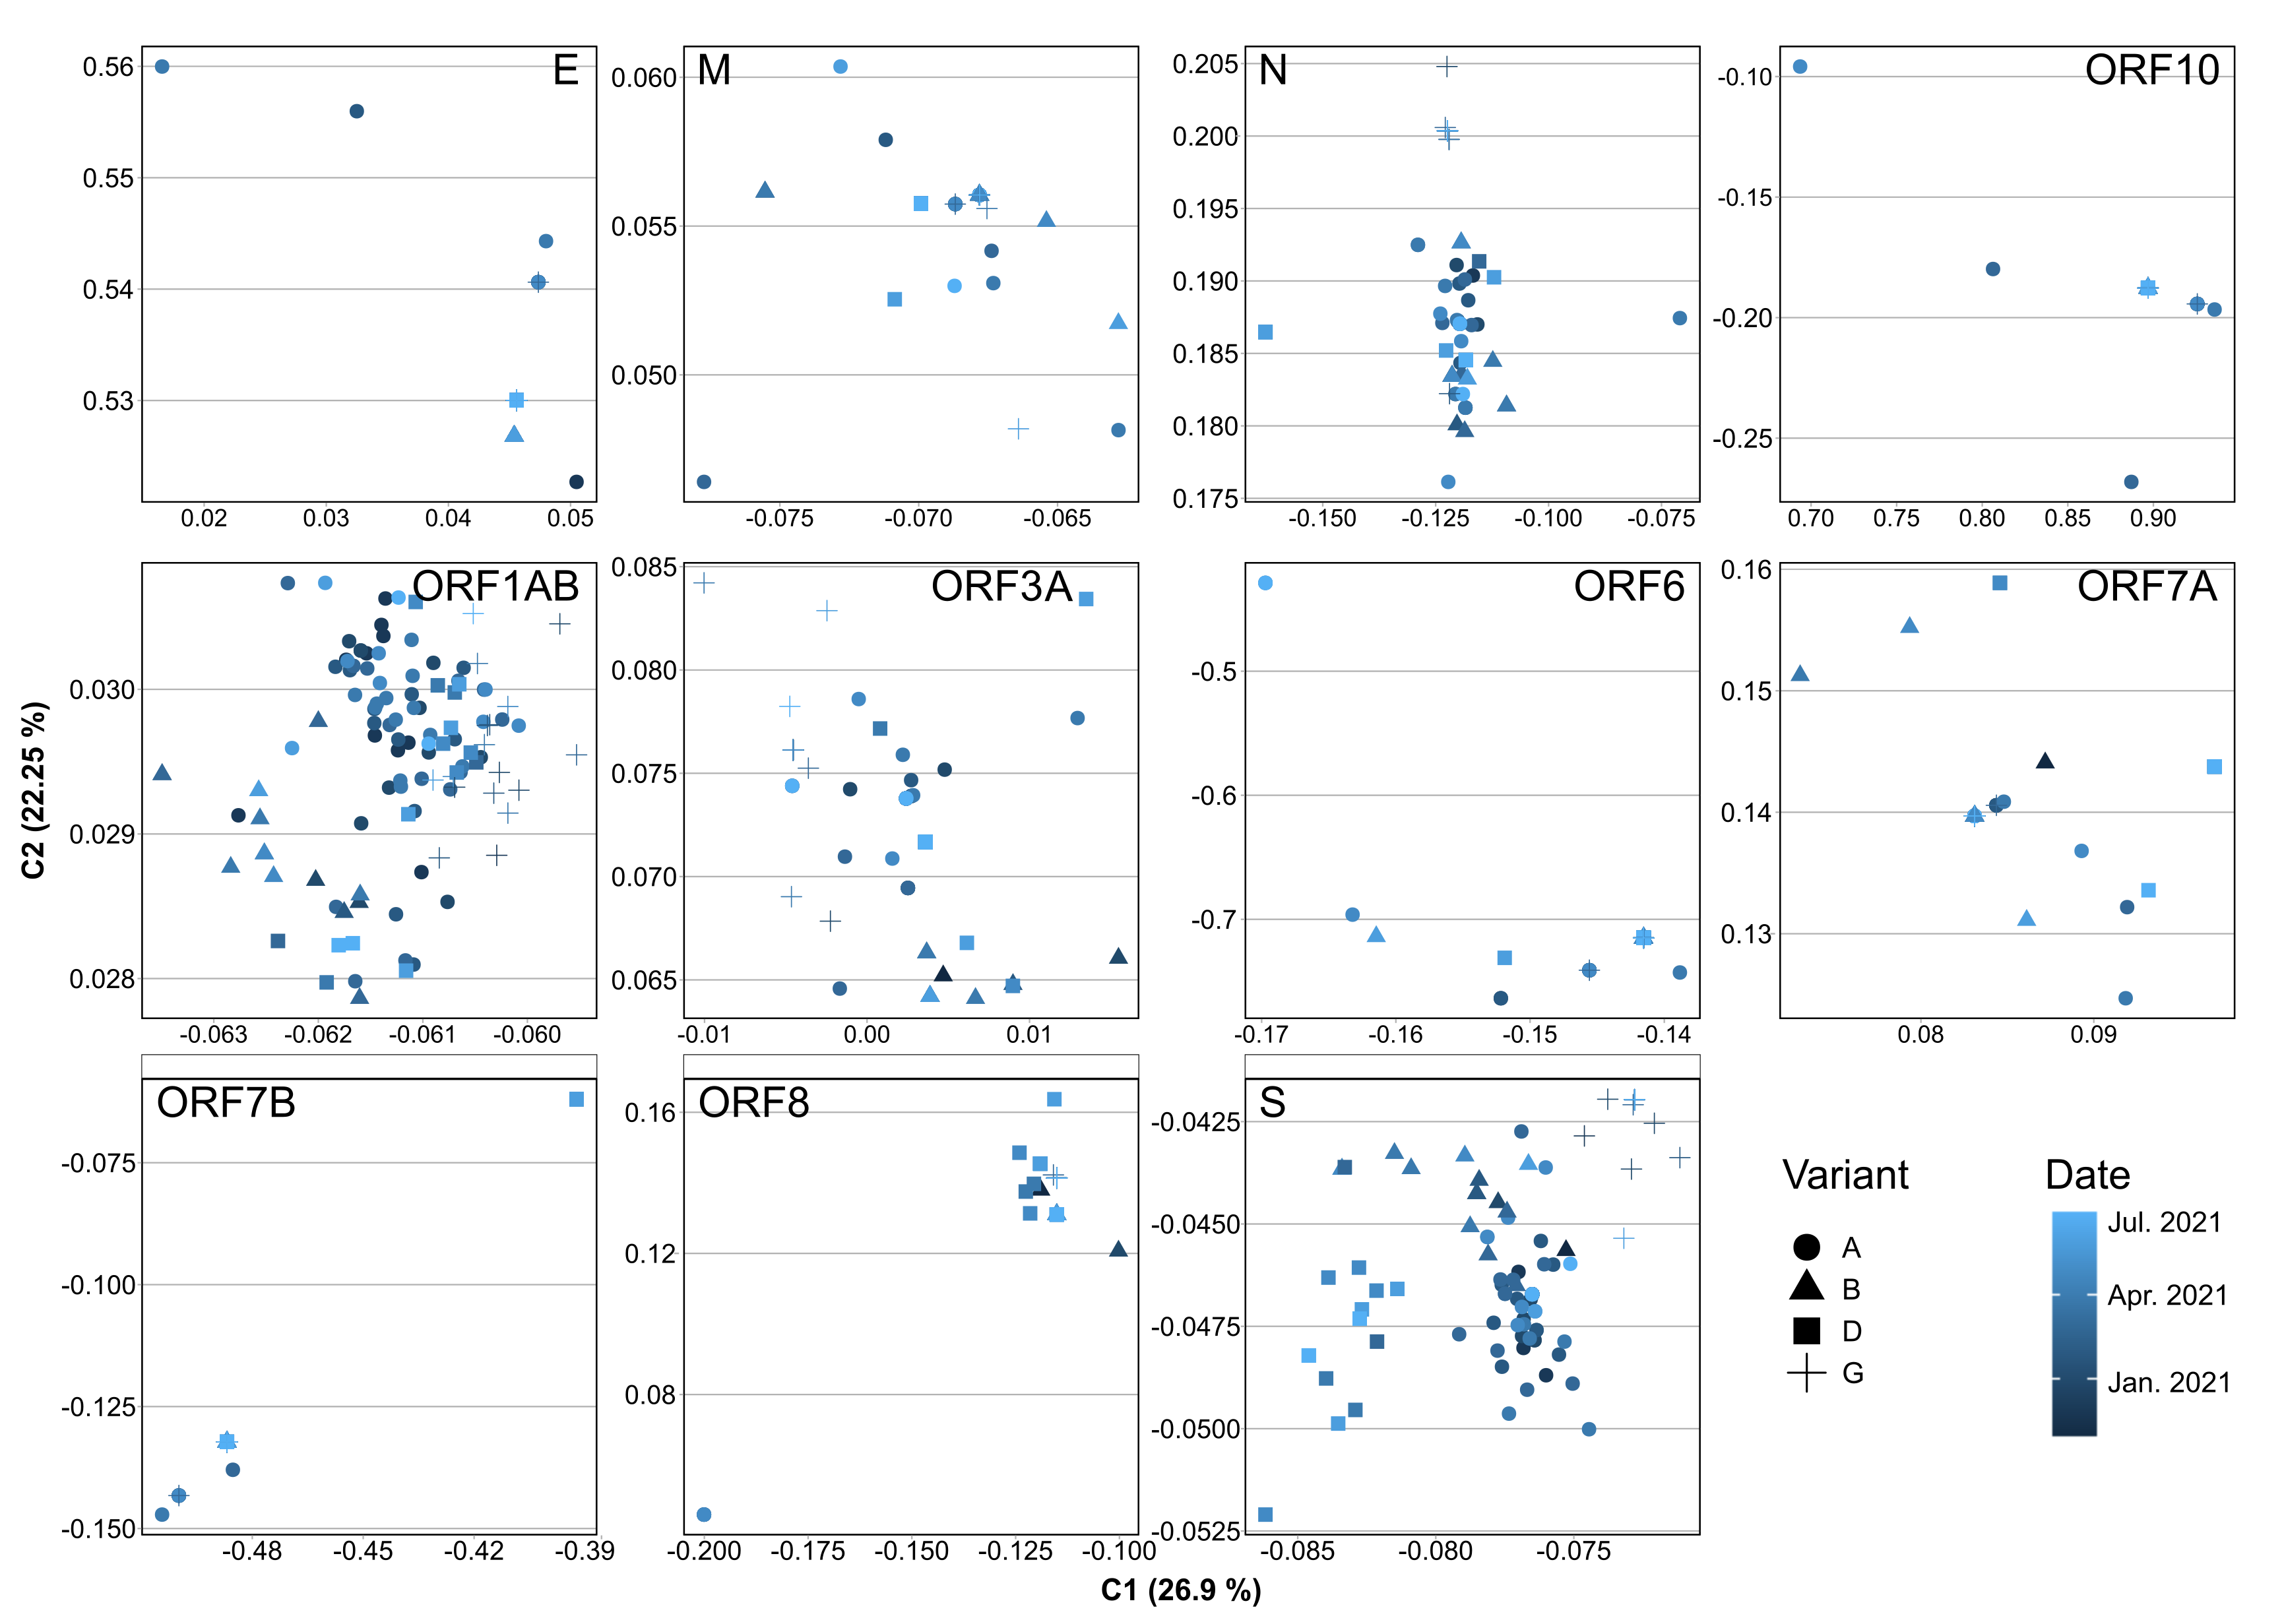 E
M
N
ORF10
0.56
0.55
0.54
0.53
0.02 0.03 0.04 0.05
0.060
0.055
0.050
-0.075 -0.070 -0.065
0.205
0.200
0.195
0.190
0.185
0.180
0.175
-0.150 -0.125 -0.100 -0.075
-0.10
-0.15
-0.20
-0.25
0.70 0.75 0.80 0.85 0.90
ORF1AB
ORF3A
ORF6
ORF7A
0.030
0.029
0.028
-0.063 -0.062 -0.061 -0.060
0.085
0.080
0.075
0.070
0.065
-0.01 0.00 0.01
-0.5
-0.6
-0.7
-0.17 -0.16 -0.15 -0.14
0.16
0.15
0.14
0.13
0.08 0.09
C2 (22.25 %)
ORF7B
ORF8
S
-0.075
-0.100
-0.125
-0.150
-0.48 -0.45 -0.42 -0.39
0.16
0.12
0.08
-0.200 -0.175 -0.150 -0.125 -0.100
-0.0425
-0.0450
-0.0475
-0.0500
-0.0525
-0.085 -0.080 -0.075
C1 (26.9 %)
Variant
A
B
D
G
Date
Jul. 2021
Apr. 2021
Jan. 2021